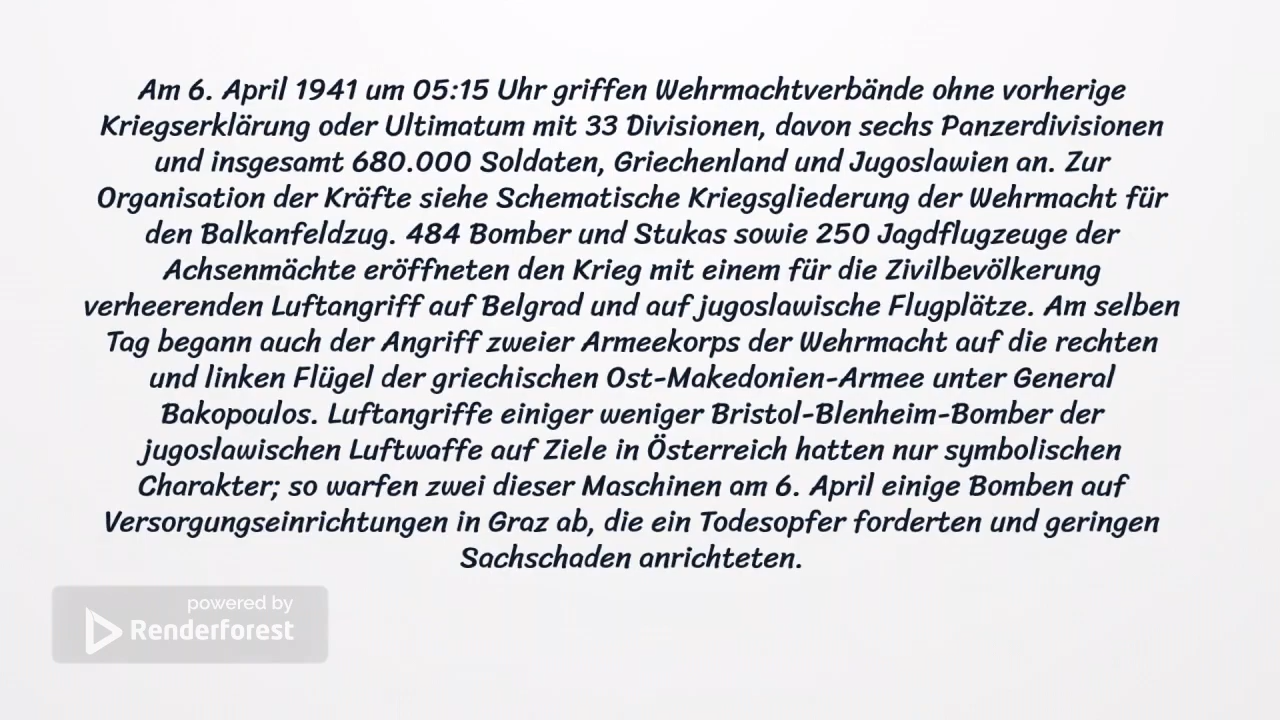 Am 6. April 1941 um 05:15 Uhr griffen Wehrmachtverbände ohne vorherige
Kriegserklärung oder Ultimatum mit 33 Divisionen, davon sechs Panzerdivisionen
und insgesamt 680.000 Soldaten, Griechenland und Jugoslawien an. Zur
Organisation der Kräfte siehe Schematische Kriegsgliederung der Wehrmacht für
den Balkanfeldzug. 484 Bomber und Stukas sowie 250 Jagdflugzeuge der
Achsenmächte eröffneten den Krieg mit einem für die Zivilbevölkerung
verheerenden Luftangriff auf Belgrad und auf jugoslawische Flugplätze. Am selben
Tag begann auch der Angriff zweier Armeekorps der Wehrmacht auf die rechten
und linken Flügel der griechischen Ost-Makedonien-Armee unter General
Bakopoulos. Luftangriffe einiger weniger Bristol-Blenheim-Bomber der
jugoslawischen Luftwaffe auf Ziele in Österreich hatten nur symbolischen
Charakter; so warfen zwei dieser Maschinen am 6. April einige Bomben auf
Versorgungseinrichtungen in Graz ab, die ein Todesopfer forderten und geringen
Sachschaden anrichteten.
powered by
Renderforest